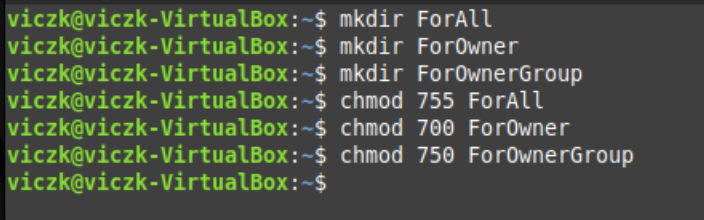 viczk@viczk-VirtualBox:~$ mkdir ForAll
viczk@viczk-VirtualBox:~$ mkdir ForOwner
viczk@viczk-VirtualBox:~$ mkdir ForOwnerGroup
viczk@viczk-VirtualBox:~$ chmod 755 ForAll
viczk@viczk-VirtualBox:~$ chmod 700 ForOwner
viczk@viczk-VirtualBox:~$ chmod 750 ForOwnerGroup
viczk@viczk-VirtualBox:~$